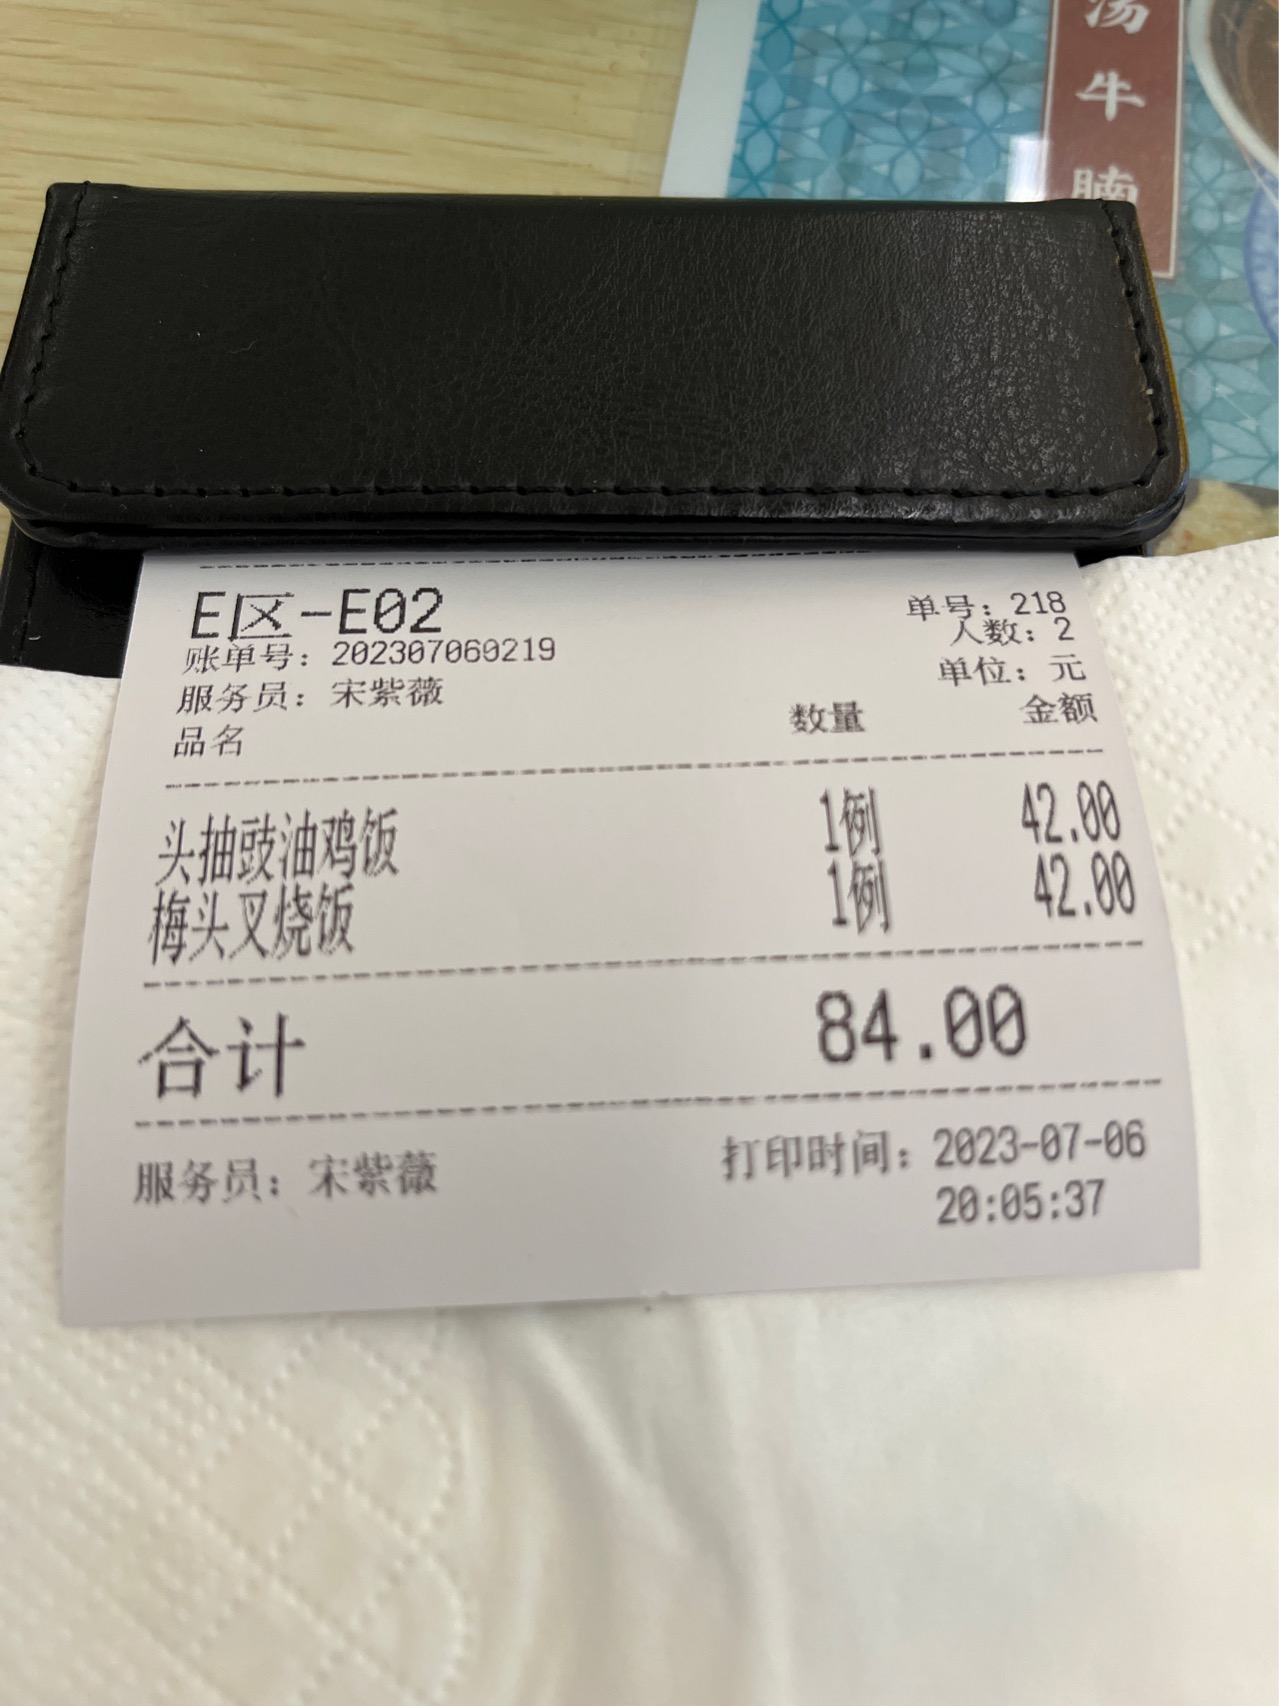 汤牛腩
E区-E02
单号：218
人数：2
账单号：202307060219
单位：元
服务员：宋紫薇
品名 数量 金额
头抽豉油鸡饭 1例 42.00
梅头叉烧饭 1例 42.00
合计 84.00
服务员：宋紫薇 打印时间：2023-07-06
20:05:37